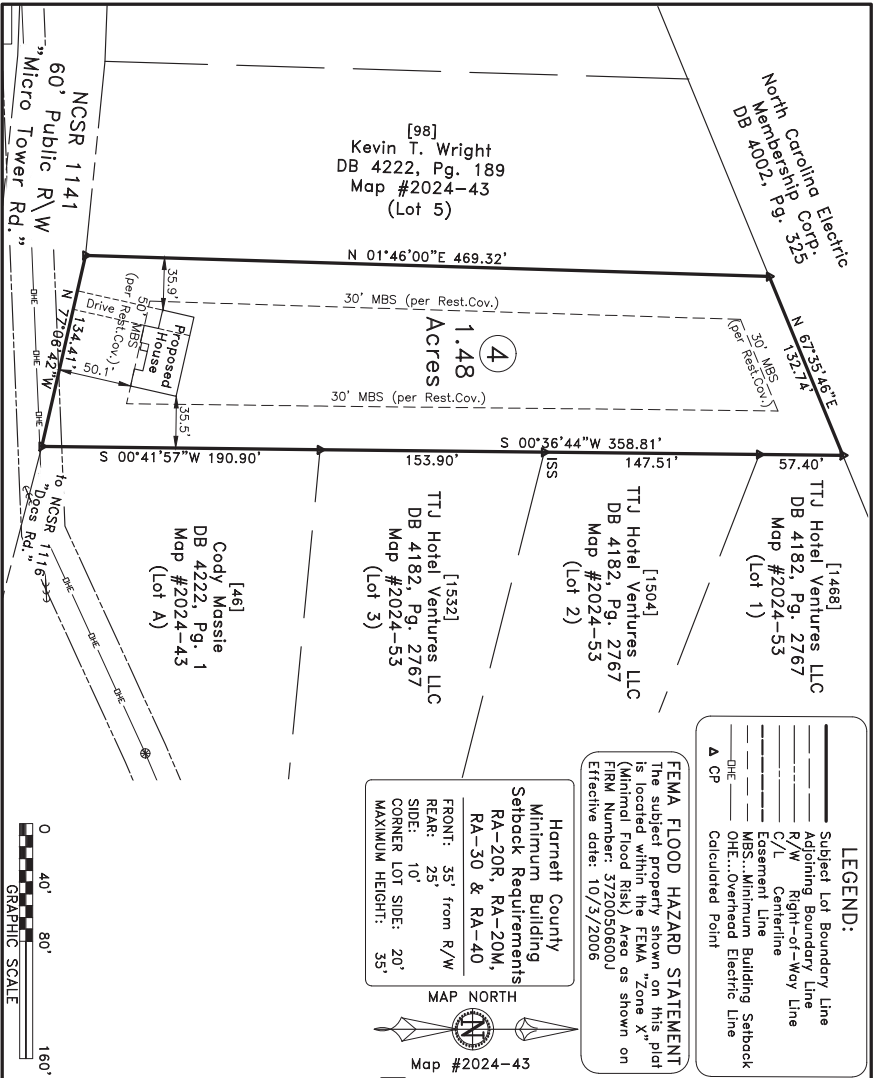 North Carolina Electric
Membership Corp.
DB 4002, Pg. 325
[98]
Kevin T. Wright
DB 4222, Pg. 189
Map #2024-43
(Lot 5)
NCSR 1141
60' Public R\W
"Micro Tower Rd."
N 01°46'00"E 469.32'
N 67°35'46"E
132.74'
30' MBS (per Rest.Cov.)
30' MBS
(per Rest.Cov.)
30' MBS (per Rest.Cov.)
4
1.48
Acres
35.9'
Drive
50' MBS
(per Rest.Cov.)
Proposed
House
50.1'
35.5'
134.41'
N 77°06'42"W
S 00°41'57"W 190.90'
153.90'
S 00°36'44"W 358.81'
ISS
147.51'
57.40'
OHE
OHE
OHE
OHE
OHE
OHE
to NCSR 1116
"Docs Rd."
[1468]
TTJ Hotel Ventures LLC
DB 4182, Pg. 2767
Map #2024-53
(Lot 1)
[1504]
TTJ Hotel Ventures LLC
DB 4182, Pg. 2767
Map #2024-53
(Lot 2)
[1532]
TTJ Hotel Ventures LLC
DB 4182, Pg. 2767
Map #2024-53
(Lot 3)
[46]
Cody Massie
DB 4222, Pg. 1
Map #2024-43
(Lot A)
LEGEND:
Subject Lot Boundary Line
Adjoining Boundary Line
R/W Right-of-Way Line
C/L Centerline
Easement Line
MBS...Minimum Building Setback
OHE OHE...Overhead Electric Line
CP Calculated Point
FEMA FLOOD HAZARD STATEMENT
The subject property shown on this plat
is located within the FEMA "Zone X"
(Minimal Flood Risk) Area as shown on
FIRM Number: 3720050600J
Effective date: 10/3/2006
Harnett County
Minimum Building
Setback Requirements
RA-20R, RA-20M,
RA-30 & RA-40
FRONT: 35' from R/W
REAR: 25'
SIDE: 10'
CORNER LOT SIDE: 20'
MAXIMUM HEIGHT: 35'
MAP NORTH
N
Map #2024-43
0 40' 80' 160'
GRAPHIC SCALE